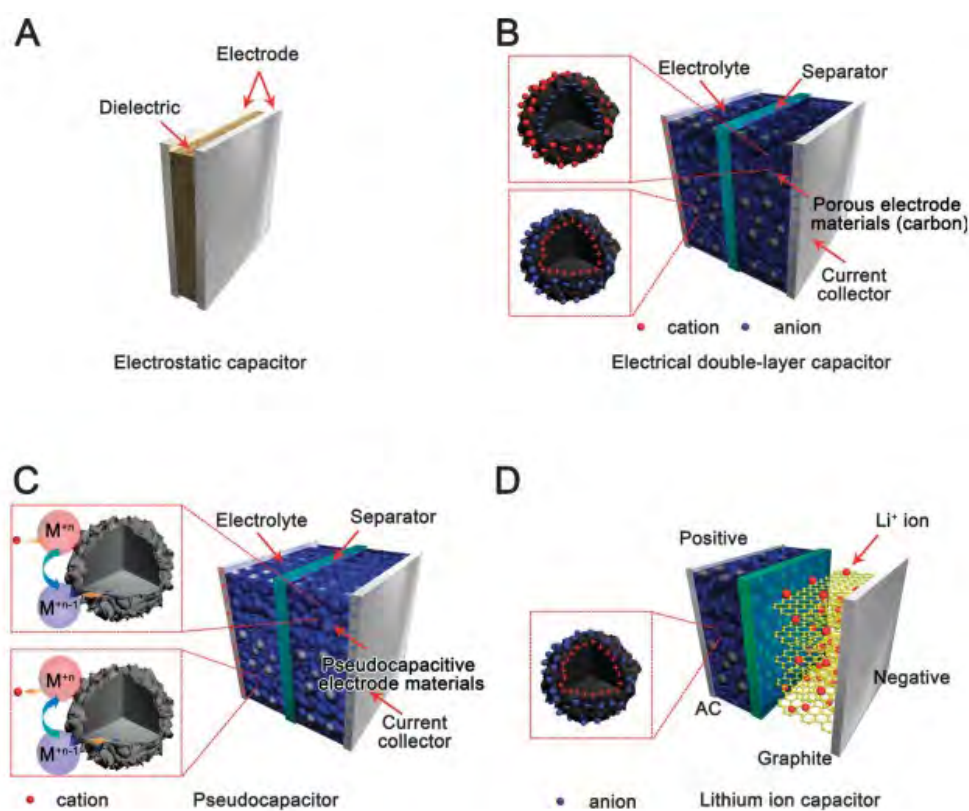 A
Electrode
Dielectric
Electrostatic capacitor
B
Electrolyte
Separator
Porous electrode
materials (carbon)
Current
collector
cation
anion
Electrical double-layer capacitor
C
M+n
M+n-1
M+n
M+n-1
Electrolyte
Separator
Pseudocapacitive
electrode materials
Current
collector
cation
Pseudocapacitor
D
Li+ ion
Positive
Negative
AC
Graphite
anion
Lithium ion capacitor